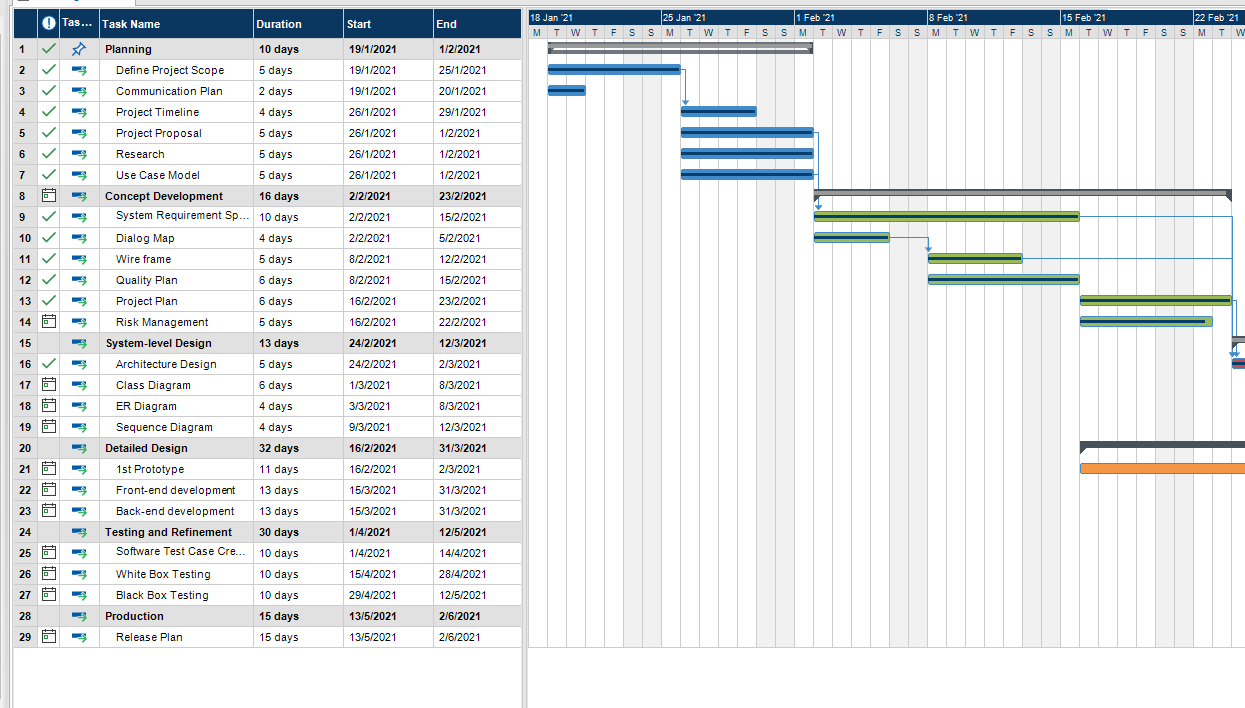 Tas... Task Name Duration Start End 18 Jan '21 25 Jan '21 1 Feb '21 8 Feb '21 15 Feb '21 22 Feb '21
M T W T F S S M T W T F S S M T W T F S S M T W T F S S M T W T F S S M T W
1 Planning 10 days 19/1/2021 1/2/2021
2 Define Project Scope 5 days 19/1/2021 25/1/2021
3 Communication Plan 2 days 19/1/2021 20/1/2021
4 Project Timeline 4 days 26/1/2021 29/1/2021
5 Project Proposal 5 days 26/1/2021 1/2/2021
6 Research 5 days 26/1/2021 1/2/2021
7 Use Case Model 5 days 26/1/2021 1/2/2021
8 Concept Development 16 days 2/2/2021 23/2/2021
9 System Requirement Sp... 10 days 2/2/2021 15/2/2021
10 Dialog Map 4 days 2/2/2021 5/2/2021
11 Wire frame 5 days 8/2/2021 12/2/2021
12 Quality Plan 6 days 8/2/2021 15/2/2021
13 Project Plan 6 days 16/2/2021 23/2/2021
14 Risk Management 5 days 16/2/2021 22/2/2021
15 System-level Design 13 days 24/2/2021 12/3/2021
16 Architecture Design 5 days 24/2/2021 2/3/2021
17 Class Diagram 6 days 1/3/2021 8/3/2021
18 ER Diagram 4 days 3/3/2021 8/3/2021
19 Sequence Diagram 4 days 9/3/2021 12/3/2021
20 Detailed Design 32 days 16/2/2021 31/3/2021
21 1st Prototype 11 days 16/2/2021 2/3/2021
22 Front-end development 13 days 15/3/2021 31/3/2021
23 Back-end development 13 days 15/3/2021 31/3/2021
24 Testing and Refinement 30 days 1/4/2021 12/5/2021
25 Software Test Case Cre... 10 days 1/4/2021 14/4/2021
26 White Box Testing 10 days 15/4/2021 28/4/2021
27 Black Box Testing 10 days 29/4/2021 12/5/2021
28 Production 15 days 13/5/2021 2/6/2021
29 Release Plan 15 days 13/5/2021 2/6/2021